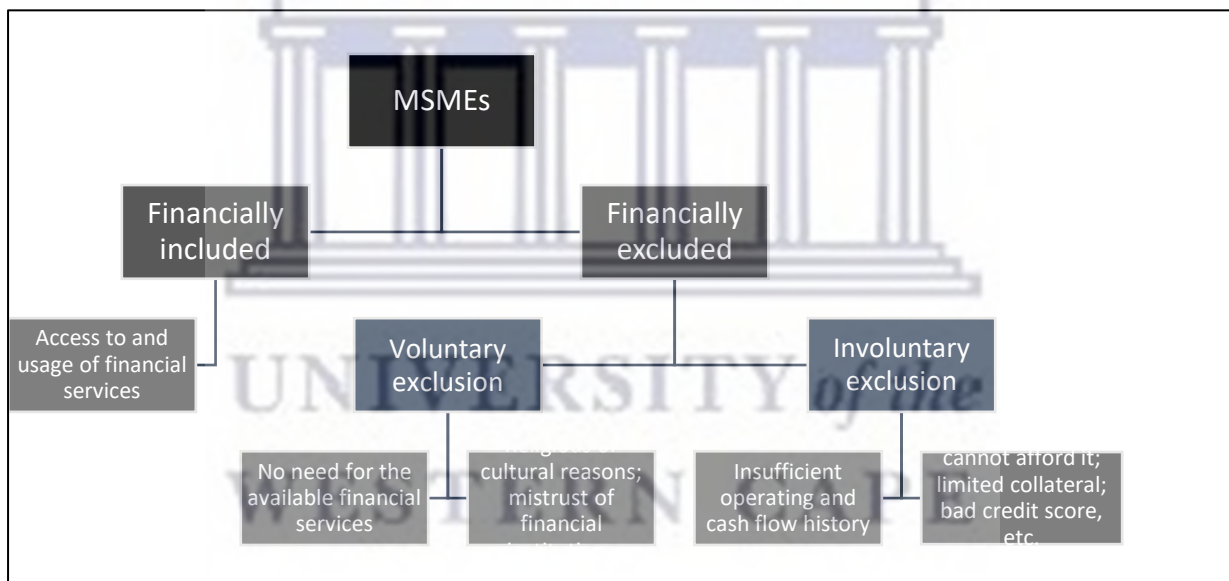 MSMEs
Financially
included
Financially
excluded
Access to and
usage of financial
services
Voluntary
exclusion
Involuntary
exclusion
No need for the
available financial
services
cultural reasons;
mistrust of
financial
Insufficient
operating and
cash flow history
cannot afford it;
limited collateral;
bad credit score,
etc.
UNIVERSITY of the
WESTERN CAPE